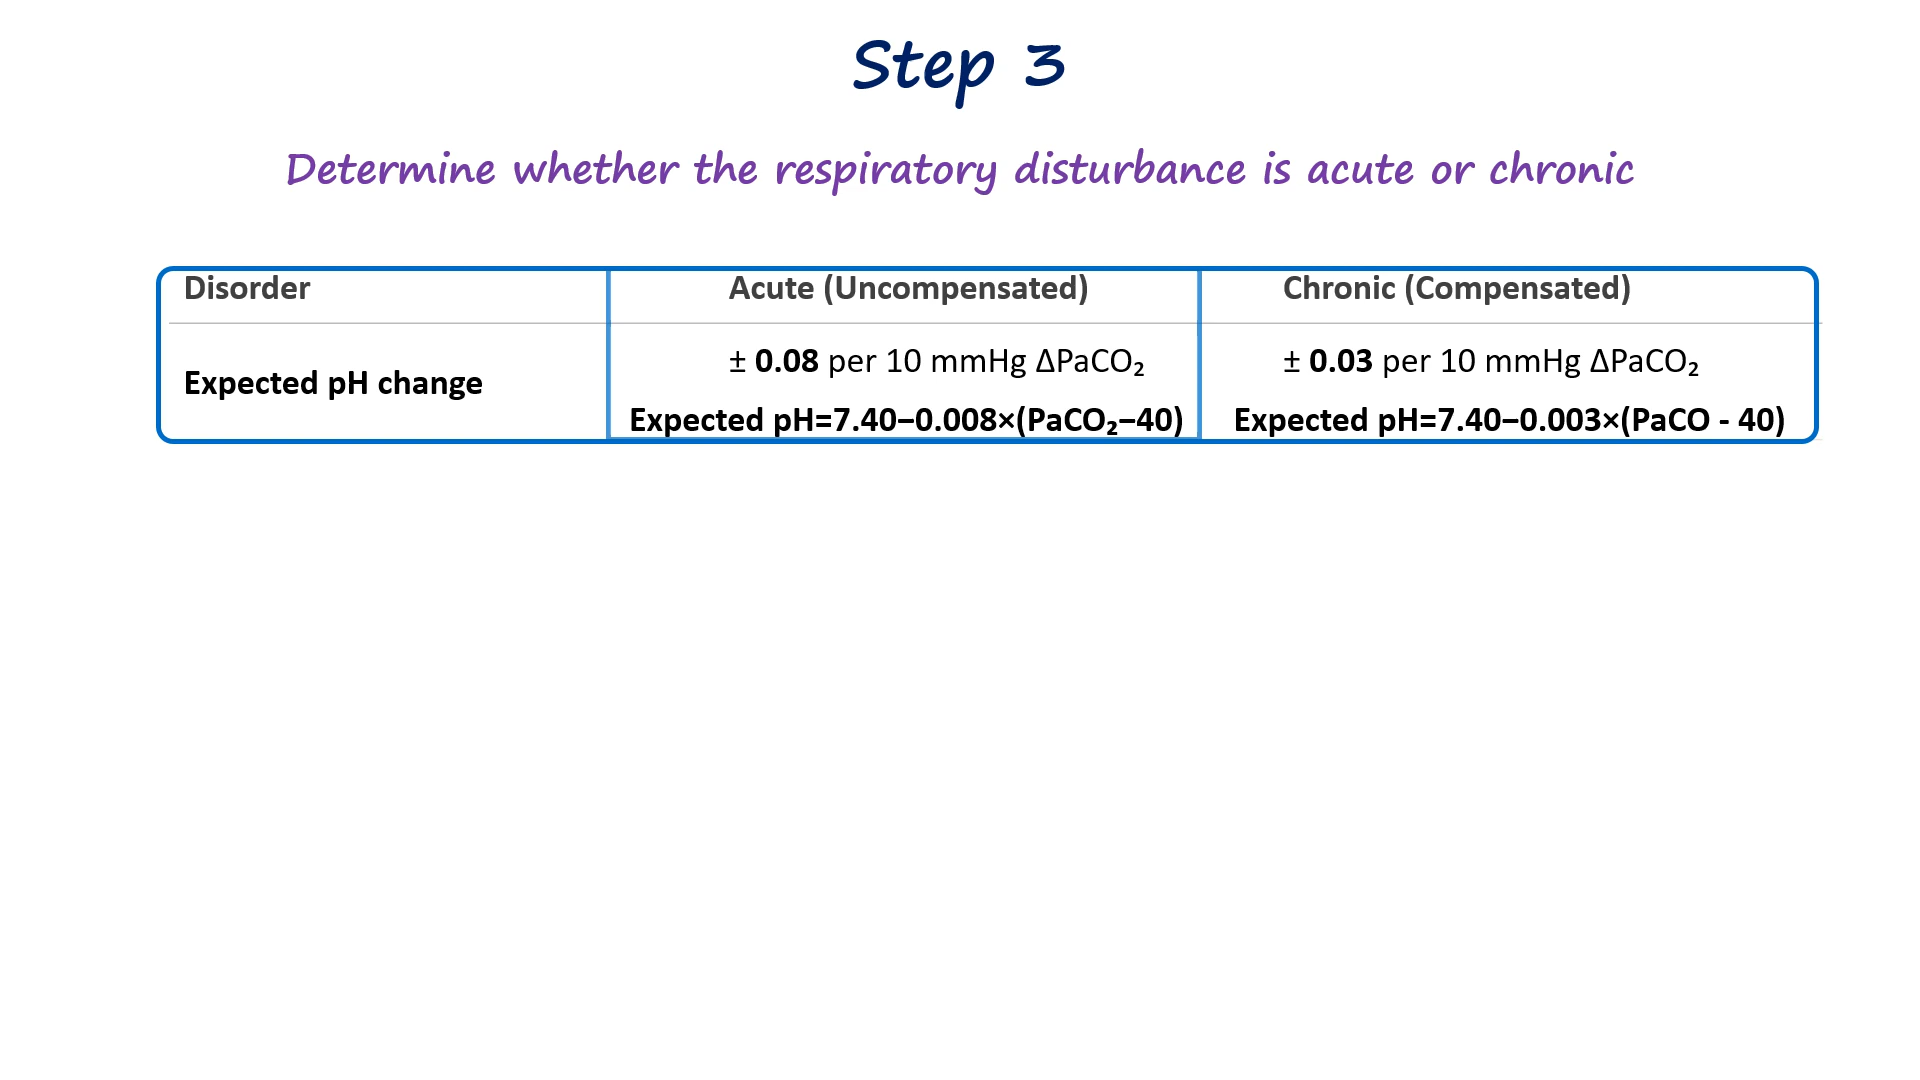 Step 3
Determine whether the respiratory disturbance is acute or chronic
Disorder
Acute (Uncompensated)
Chronic (Compensated)
Expected pH change
± 0.08 per 10 mmHg ΔPaCO₂
Expected pH=7.40−0.008×(PaCO₂−40)
± 0.03 per 10 mmHg ΔPaCO₂
Expected pH=7.40−0.003×(PaCO - 40)